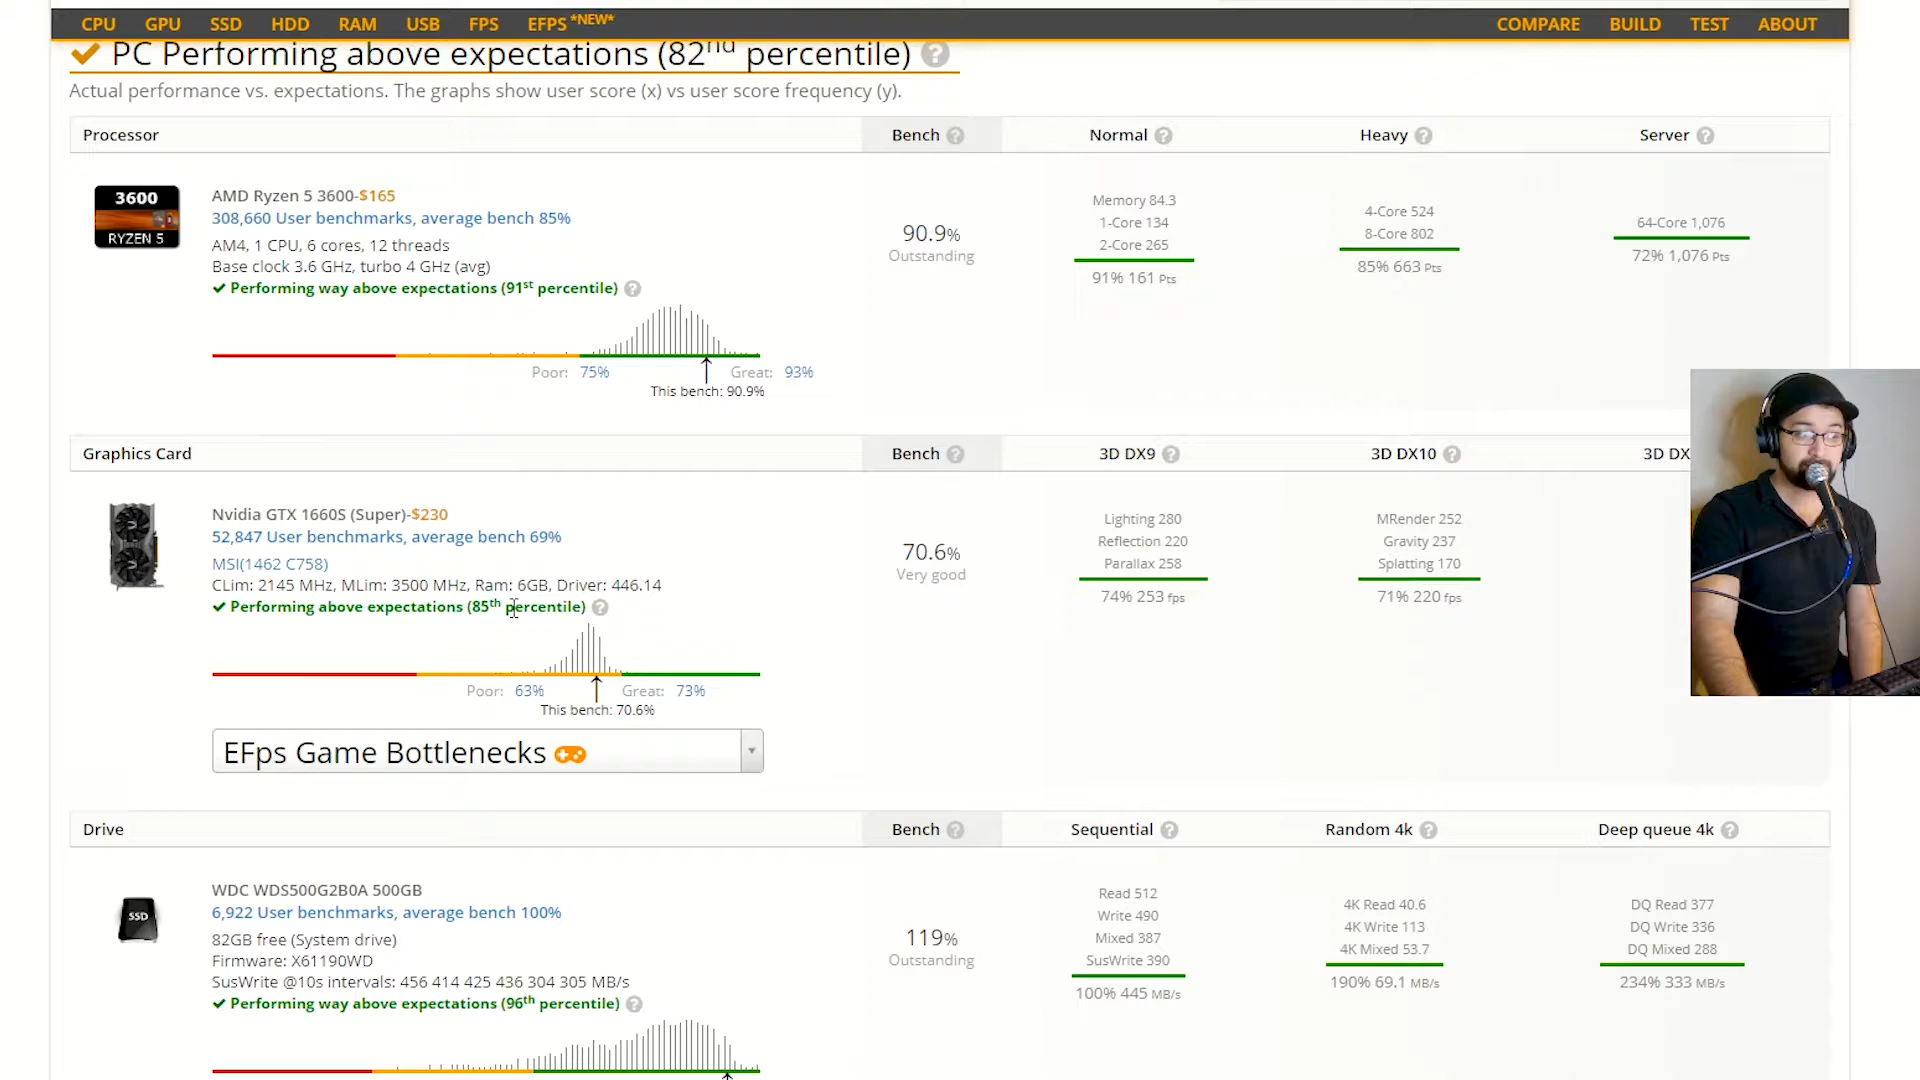 CPU GPU SSD HDD RAM USB FPS EFPS *NEW* COMPARE BUILD TEST ABOUT
PC Performing above expectations (82nd percentile) ?
Actual performance vs. expectations. The graphs show user score (x) vs user score frequency (y).
Processor Bench ? Normal ? Heavy ? Server ?
3600
RYZEN 5
AMD Ryzen 5 3600-$165
308,660 User benchmarks, average bench 85%
AM4, 1 CPU, 6 cores, 12 threads
Base clock 3.6 GHz, turbo 4 GHz (avg)
Performing way above expectations (91st percentile) ?
Poor: 75% Great: 93%
This bench: 90.9%
90.9%
Outstanding
Memory 84.3
1-Core 134
2-Core 265
91% 161 Pts
4-Core 524
8-Core 802
85% 663 Pts
64-Core 1,076
72% 1,076 Pts
Graphics Card Bench ? 3D DX9 ? 3D DX10 ? 3D DX
Nvidia GTX 1660S (Super)-$230
52,847 User benchmarks, average bench 69%
MSI(1462 C758)
CLim: 2145 MHz, MLim: 3500 MHz, Ram: 6GB, Driver: 446.14
Performing above expectations (85th percentile) ?
Poor: 63% Great: 73%
This bench: 70.6%
70.6%
Very good
Lighting 280
Reflection 220
Parallax 258
74% 253 fps
MRender 252
Gravity 237
Splatting 170
71% 220 fps
EFps Game Bottlenecks
Drive Bench ? Sequential ? Random 4k ? Deep queue 4k ?
SSD
WDC WDS500G2B0A 500GB
6,922 User benchmarks, average bench 100%
82GB free (System drive)
Firmware: X61190WD
SusWrite @10s intervals: 456 414 425 436 304 305 MB/s
Performing way above expectations (96th percentile) ?
119%
Outstanding
Read 512
Write 490
Mixed 387
SusWrite 390
100% 445 MB/s
4K Read 40.6
4K Write 113
4K Mixed 53.7
190% 69.1 MB/s
DQ Read 377
DQ Write 336
DQ Mixed 288
234% 333 MB/s